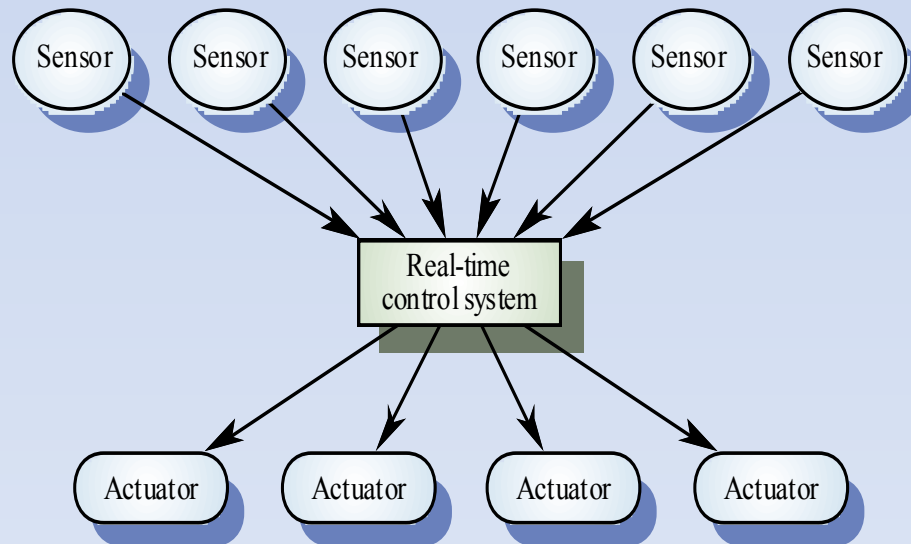 Sensor Sensor Sensor Sensor Sensor Sensor
Real-time
control system
Actuator Actuator Actuator Actuator